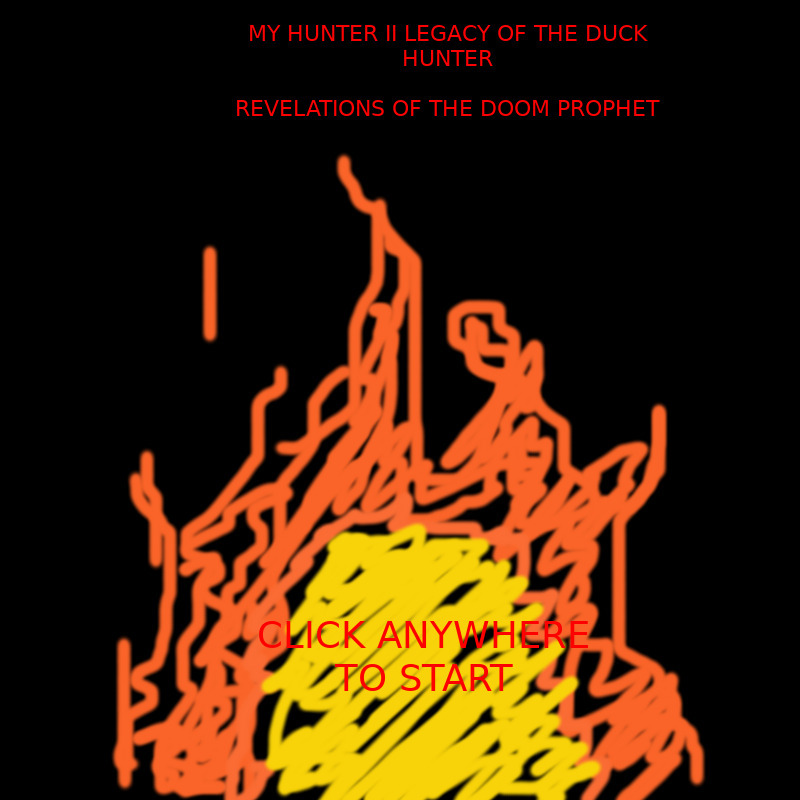 MY HUNTER II LEGACY OF THE DUCK
HUNTER
REVELATIONS OF THE DOOM PROPHET
CLICK ANYWHERE
TO START